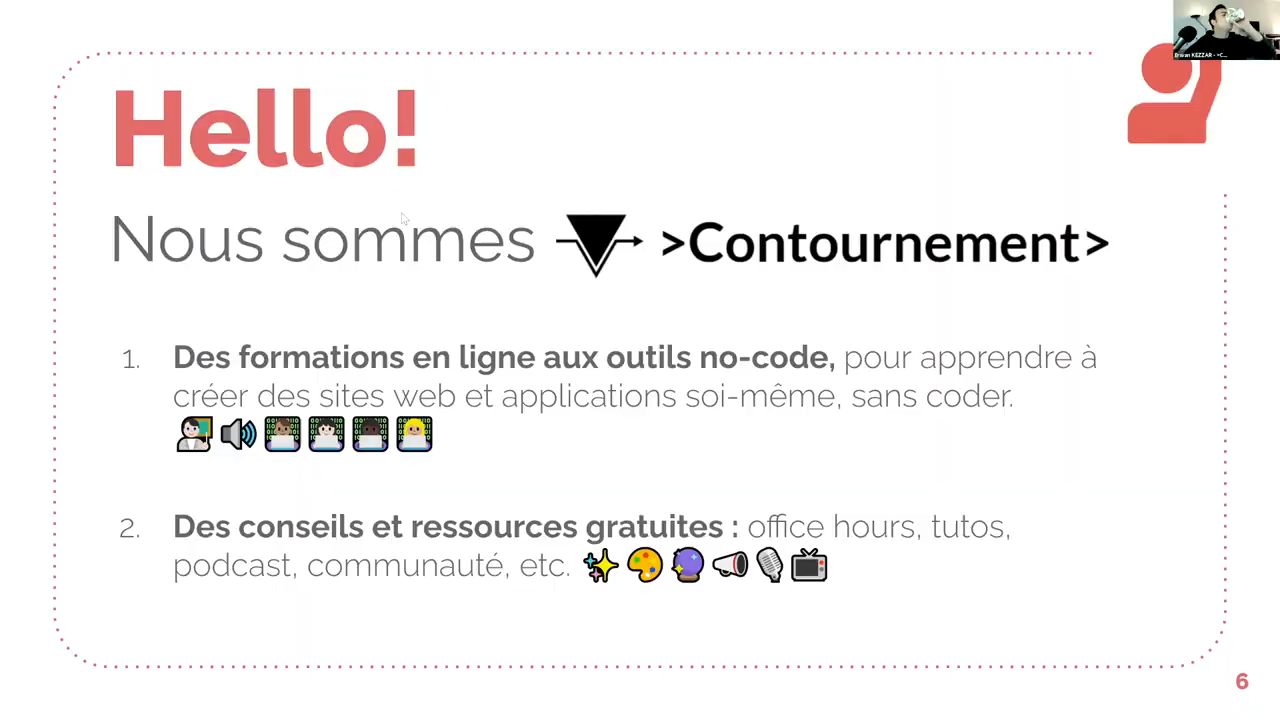 Erwan KEZZAR - >C...
Hello!
Nous sommes >Contournement>
1. Des formations en ligne aux outils no-code, pour apprendre à
créer des sites web et applications soi-même, sans coder.
2. Des conseils et ressources gratuites : office hours, tutos,
podcast, communauté, etc.
6